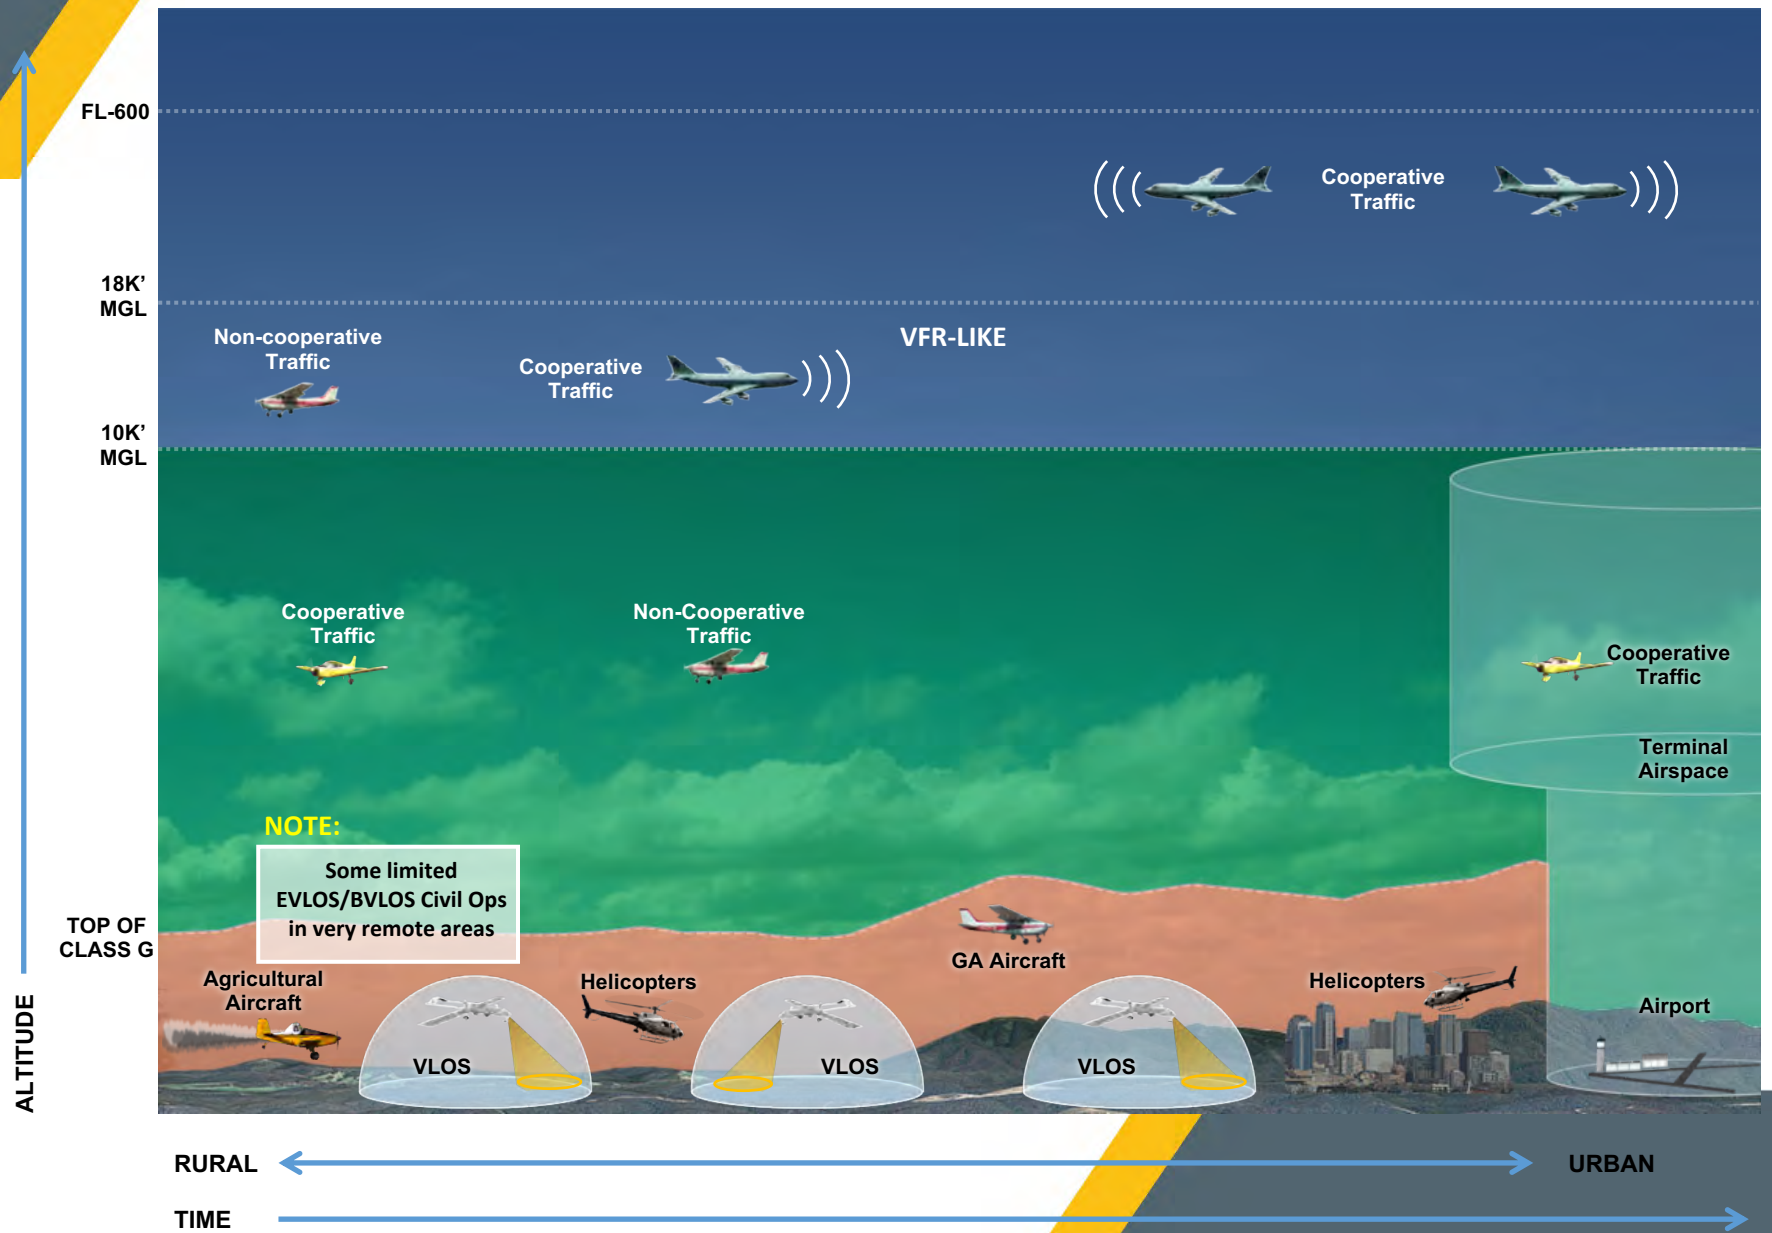 FL-600
Cooperative
Traffic
18K’
MGL
Non-cooperative
Traffic
Cooperative
Traffic
VFR-LIKE
10K’
MGL
Cooperative
Traffic
Non-Cooperative
Traffic
Cooperative
Traffic
Terminal
Airspace
NOTE:
Some limited
EVLOS/BVLOS Civil Ops
in very remote areas
TOP OF
CLASS G
Agricultural
Aircraft
Helicopters
GA Aircraft
Helicopters
Airport
VLOS
VLOS
VLOS
ALTITUDE
RURAL
URBAN
TIME